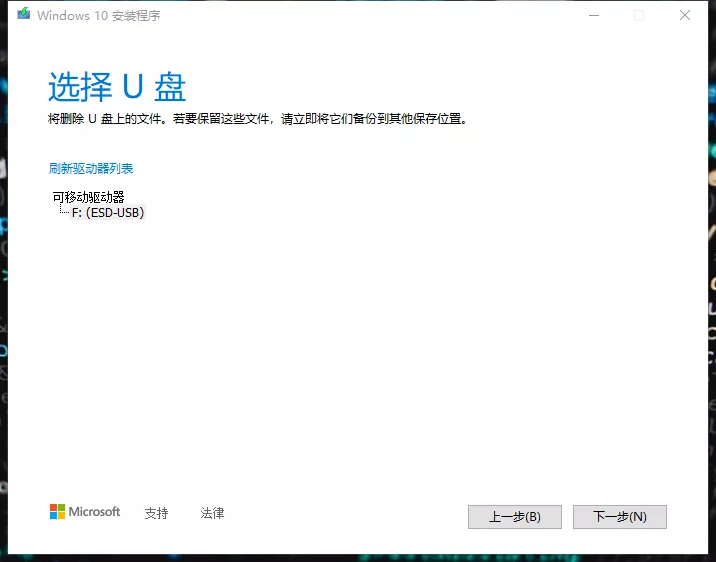 Windows 10 安装程序
选择 U 盘
将删除 U 盘上的文件。若要保留这些文件，请立即将它们备份到其他保存位置。
刷新驱动器列表
可移动驱动器
F: (ESD-USB)
Microsoft 支持 法律 上一步(B) 下一步(N)